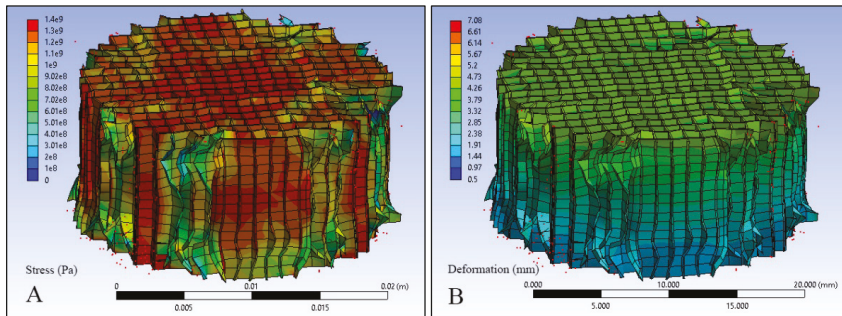 1.4e9
1.3e9
1.2e9
1.1e9
1e9
9.02e8
8.02e8
7.02e8
6.01e8
5.01e8
4.01e8
3.01e8
2e8
1e8
0
Stress (Pa)
A
0
0.01
0.02 (m)
0.005
0.015
7.08
6.61
6.14
5.67
5.2
4.73
4.26
3.79
3.32
2.85
2.38
1.91
1.44
0.97
0.5
Deformation (mm)
B
0.000
10.000
20.000 (mm)
5.000
15.000